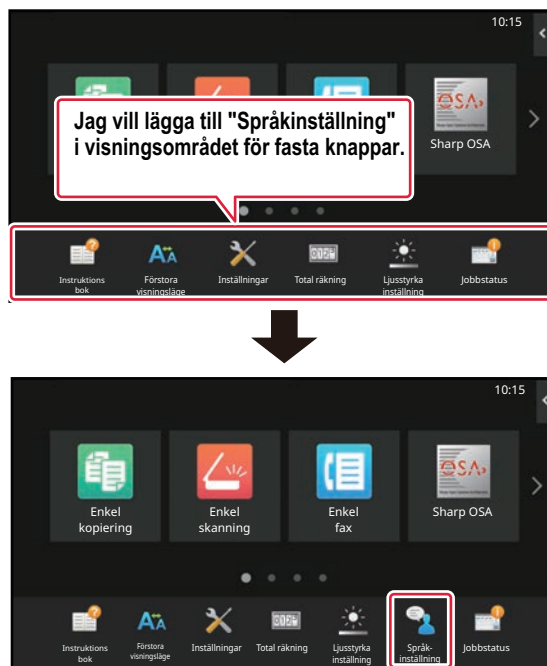 10:15
Jag vill lägga till "Språkinställning"
i visningsområdet för fasta knappar.
OSA
Sharp OSA
Instruktions
bok
Förstora
visningsläge
Inställningar
Total räkning
Ljusstyrka
inställning
Jobbstatus
10:15
Enkel
kopiering
Enkel
skanning
Enkel
fax
OSA
Sharp OSA
Instruktions
bok
Förstora
visningsläge
Inställningar
Total räkning
Ljusstyrka
inställning
Språk-
inställning
Jobbstatus